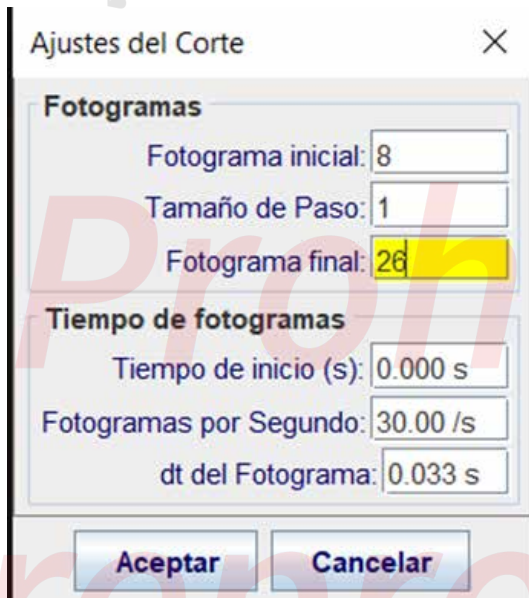 Ajustes del Corte
Fotogramas
Fotograma inicial: 8
Tamaño de Paso: 1
Fotograma final: 26
Tiempo de fotogramas
Tiempo de inicio (s): 0.000 s
Fotogramas por Segundo: 30.00 /s
dt del Fotograma: 0.033 s
Aceptar Cancelar